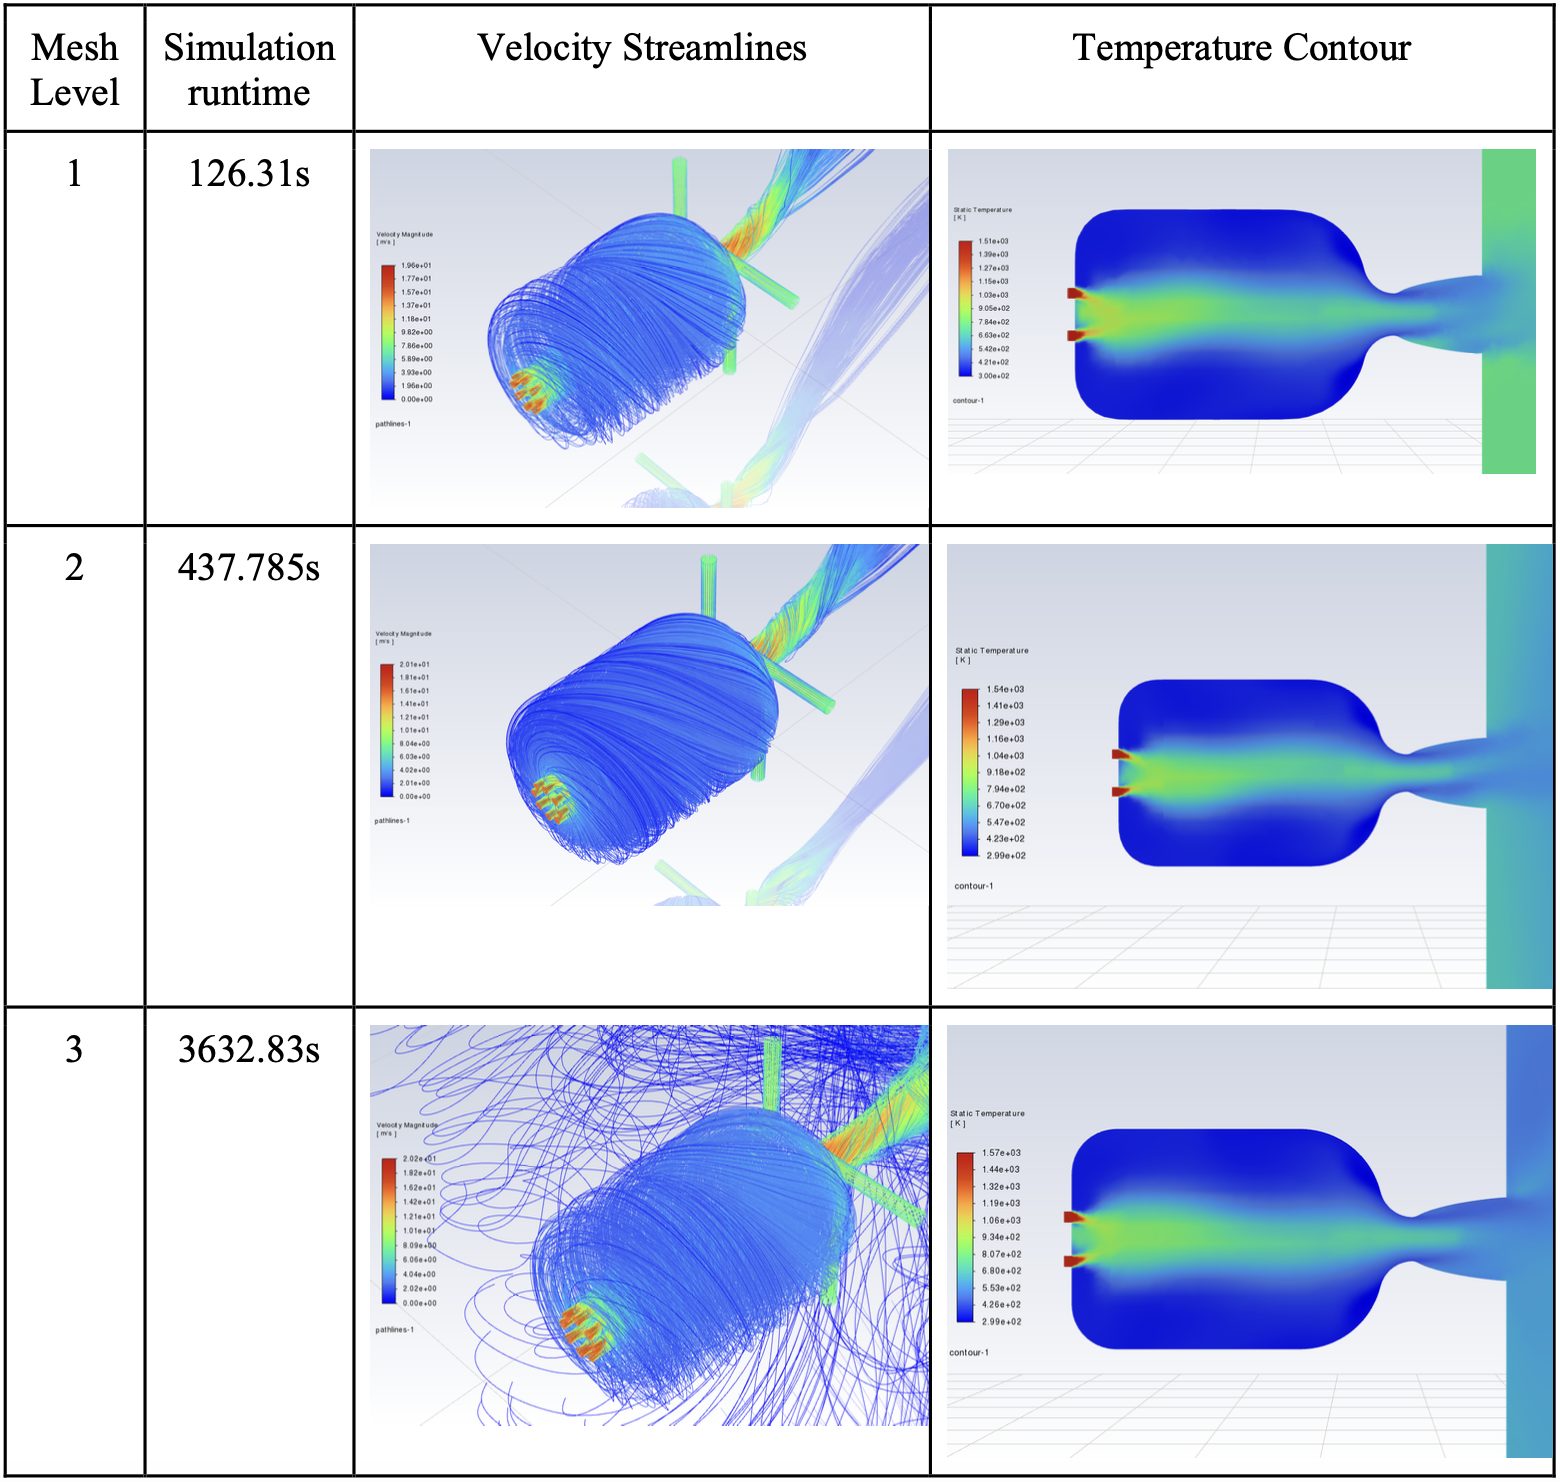 Mesh
Level
Simulation
runtime
Velocity Streamlines
Temperature Contour
1
126.31s
Velocity Magnitude
[ m/s ]
1.96e+01
1.77e+01
1.57e+01
1.37e+01
1.18e+01
9.82e+00
7.86e+00
5.89e+00
3.93e+00
1.96e+00
0.00e+00
pathlines-1
Static Temperature
[ K ]
1.51e+03
1.39e+03
1.27e+03
1.15e+03
1.03e+03
9.05e+02
7.84e+02
6.63e+02
5.42e+02
4.21e+02
3.00e+02
contour-1
2
437.785s
Velocity Magnitude
[ m/s ]
2.01e+01
1.81e+01
1.61e+01
1.41e+01
1.21e+01
1.01e+01
8.04e+00
6.03e+00
4.02e+00
2.01e+00
0.00e+00
pathlines-1
Static Temperature
[ K ]
1.54e+03
1.41e+03
1.29e+03
1.16e+03
1.04e+03
9.18e+02
7.94e+02
6.70e+02
5.47e+02
4.23e+02
2.99e+02
contour-1
3
3632.83s
Velocity Magnitude
[ m/s ]
2.02e+01
1.82e+01
1.62e+01
1.42e+01
1.21e+01
1.01e+01
8.09e+00
6.06e+00
4.04e+00
2.02e+00
0.00e+00
pathlines-1
Static Temperature
[ K ]
1.57e+03
1.44e+03
1.32e+03
1.19e+03
1.06e+03
9.34e+02
8.07e+02
6.80e+02
5.53e+02
4.26e+02
2.99e+02
contour-1